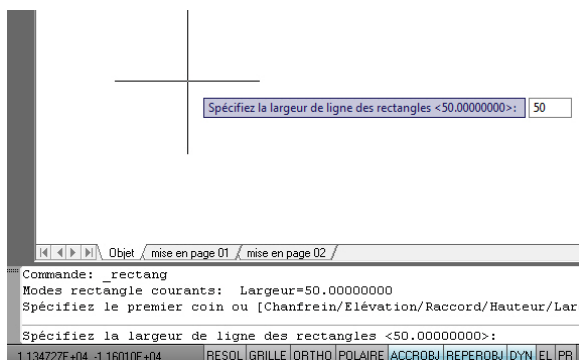 Spécifiez la largeur de ligne des rectangles <50.00000000>: 50
Objet mise en page 01 mise en page 02
Commande: _rectang
Modes rectangle courants: Largeur=50.00000000
Spécifiez le premier coin ou [Chanfrein/Elévation/Raccord/Hauteur/Lar
Spécifiez la largeur de ligne des rectangles <50.00000000>:
1.134727E+04, -1.16010E+04 RESOL GRILLE ORTHO POLAIRE ACCROBJ REPEROBJ DYN EL PR